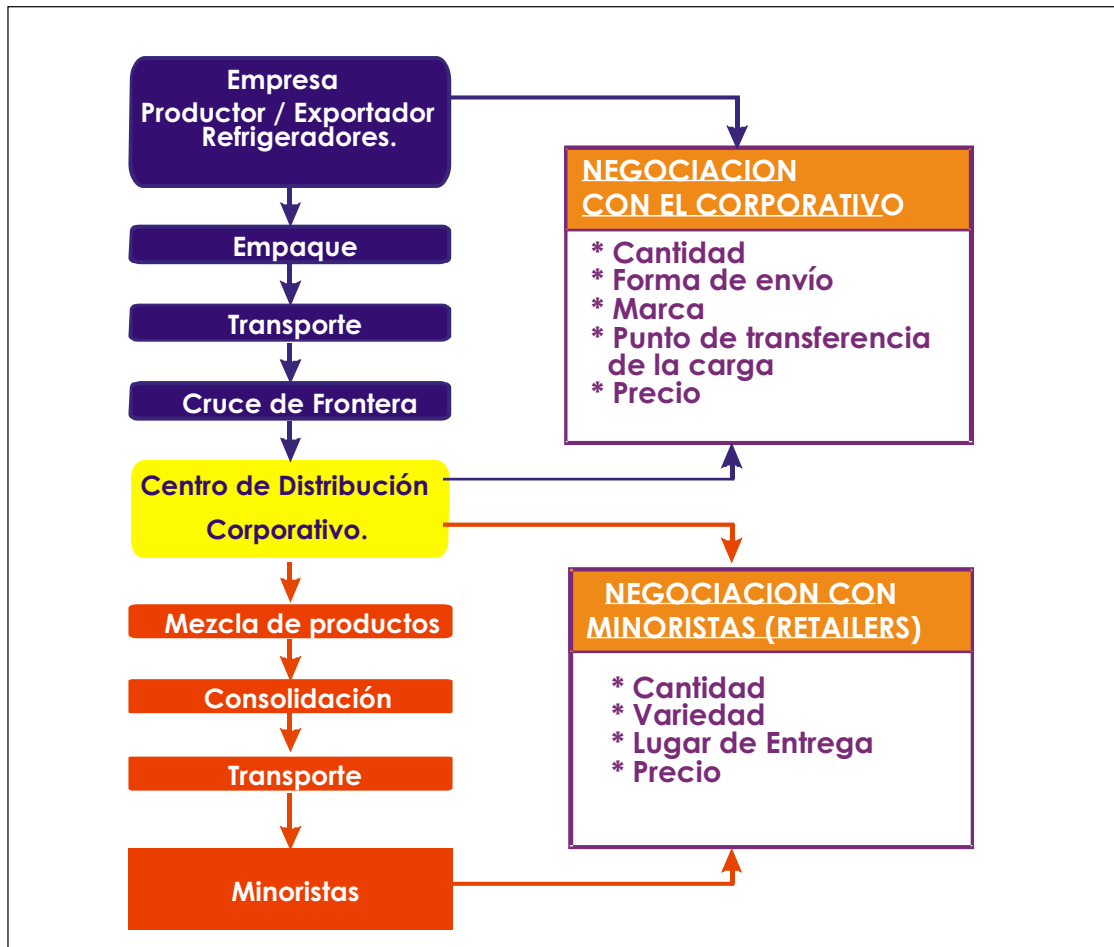 Empresa
Productor / Exportador
Refrigeradores.
Empaque
Transporte
Cruce de Frontera
Centro de Distribución
Corporativo.
Mezcla de productos
Consolidación
Transporte
Minoristas
NEGOCIACION
CON EL CORPORATIVO
* Cantidad
* Forma de envío
* Marca
* Punto de transferencia
de la carga
* Precio
NEGOCIACION CON
MINORISTAS (RETAILERS)
* Cantidad
* Variedad
* Lugar de Entrega
* Precio